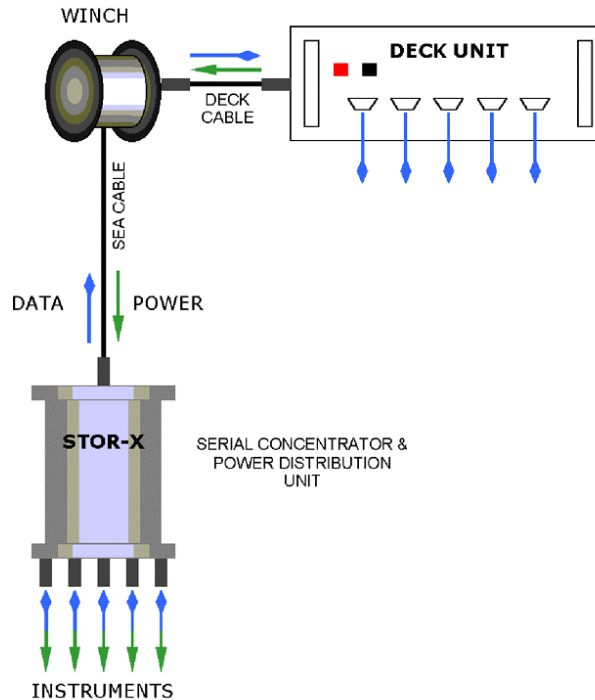 WINCH
DECK UNIT
DECK
CABLE
SEA CABLE
DATA
POWER
STOR-X
SERIAL CONCENTRATOR &
POWER DISTRIBUTION
UNIT
INSTRUMENTS